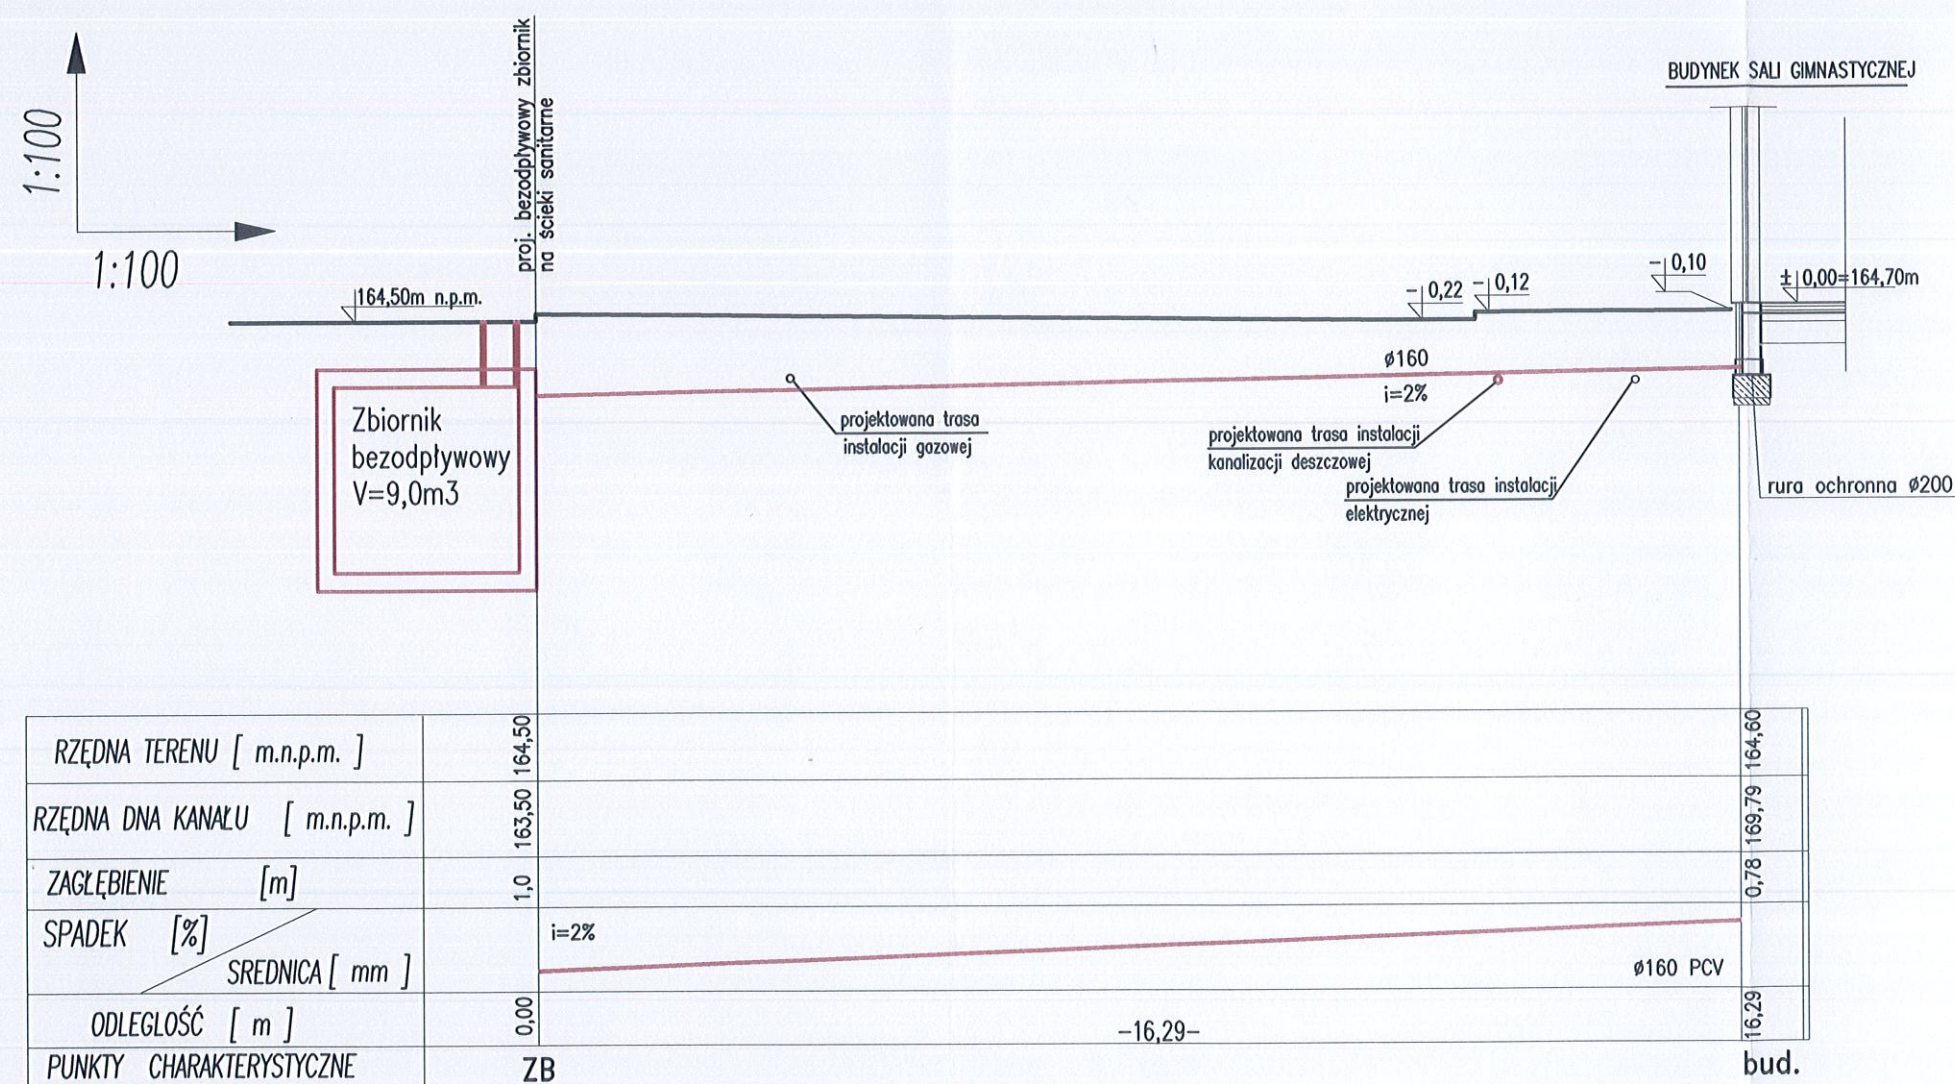 1:100
1:100
proj. bezodpływowy zbiornik
na ścieki sanitarne
BUDYNEK SALI GIMNASTYCZNEJ
164,50m n.p.m.
-0,22
-0,12
-0,10
±0,00=164,70m
ø160
i=2%
Zbiornik
bezodpływowy
V=9,0m3
projektowana trasa
instalacji gazowej
projektowana trasa instalacji
kanalizacji deszczowej
projektowana trasa instalacji
elektrycznej
rura ochronna ø200
RZĘDNA TERENU [ m.n.p.m. ]
164,50
164,60
RZĘDNA DNA KANAŁU [ m.n.p.m. ]
163,50
169,79
ZAGŁĘBIENIE [m]
1,0
0,78
SPADEK [%]
i=2%
SREDNICA [ mm ]
ø160 PCV
ODLEGLOŚĆ [ m ]
0,00
-16,29-
16,29
PUNKTY CHARAKTERYSTYCZNE
ZB
bud.